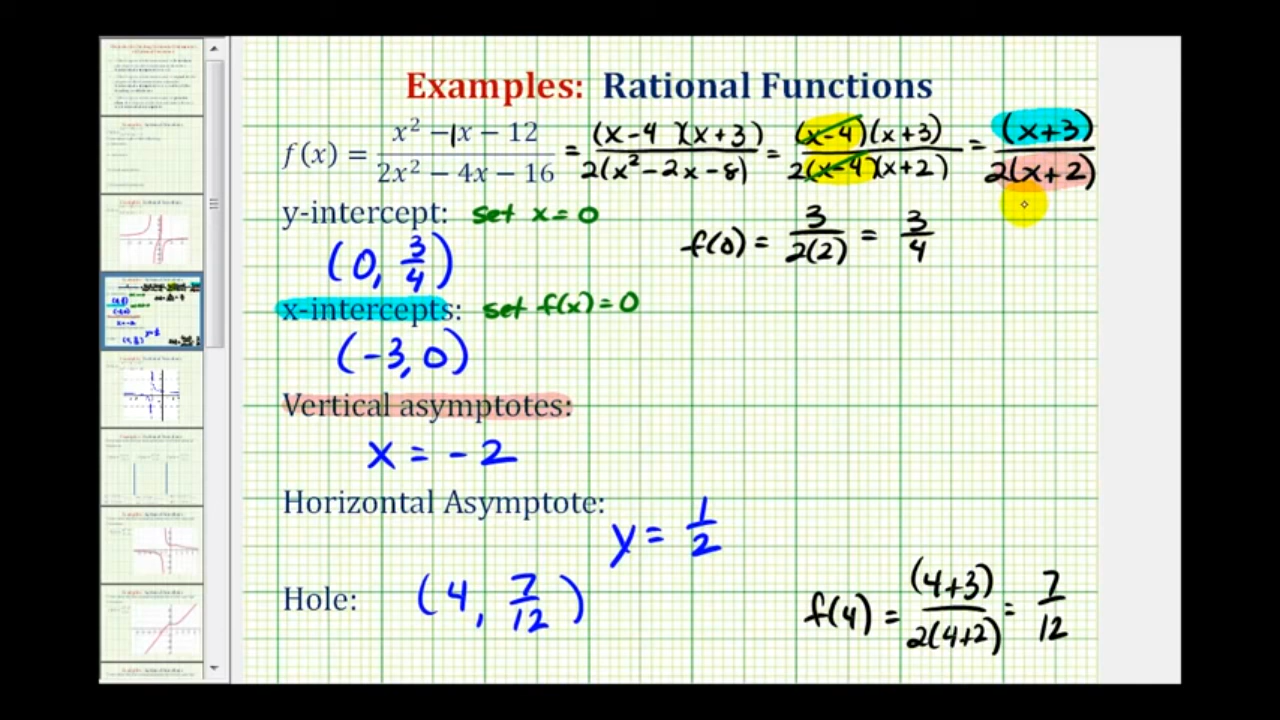 Examples: Rational Functions
f(x) = x² − 1x − 12 / 2x² − 4x − 16 = (x-4)(x+3) / 2(x²-2x-8) = (x-4)(x+3) / 2(x-4)(x+2) = (x+3) / 2(x+2)
y-intercept: set x = 0
f(0) = 3 / 2(2) = 3/4
(0, 3/4)
x-intercepts: set f(x) = 0
(-3, 0)
Vertical asymptotes:
x = -2
Horizontal Asymptote:
y = 1/2
Hole: (4, 7/12)
f(4) = (4+3) / 2(4+2) = 7/12